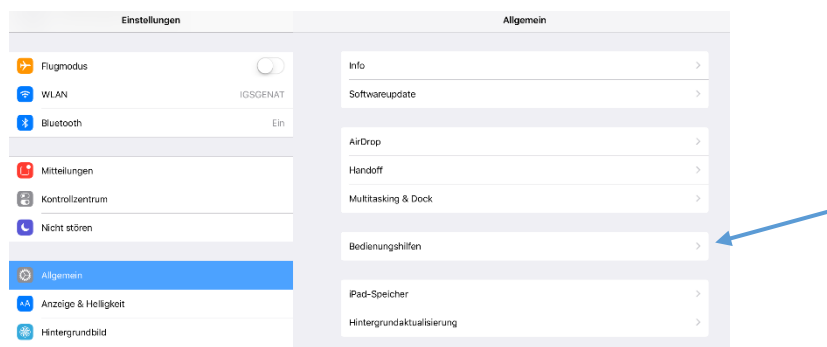 Einstellungen
Flugmodus
WLAN IGSGENAT
Bluetooth Ein
Mitteilungen
Kontrollzentrum
Nicht stören
Allgemein
AA Anzeige & Helligkeit
Hintergrundbild
Allgemein
Info
Softwareupdate
AirDrop
Handoff
Multitasking & Dock
Bedienungshilfen
iPad-Speicher
Hintergrundaktualisierung